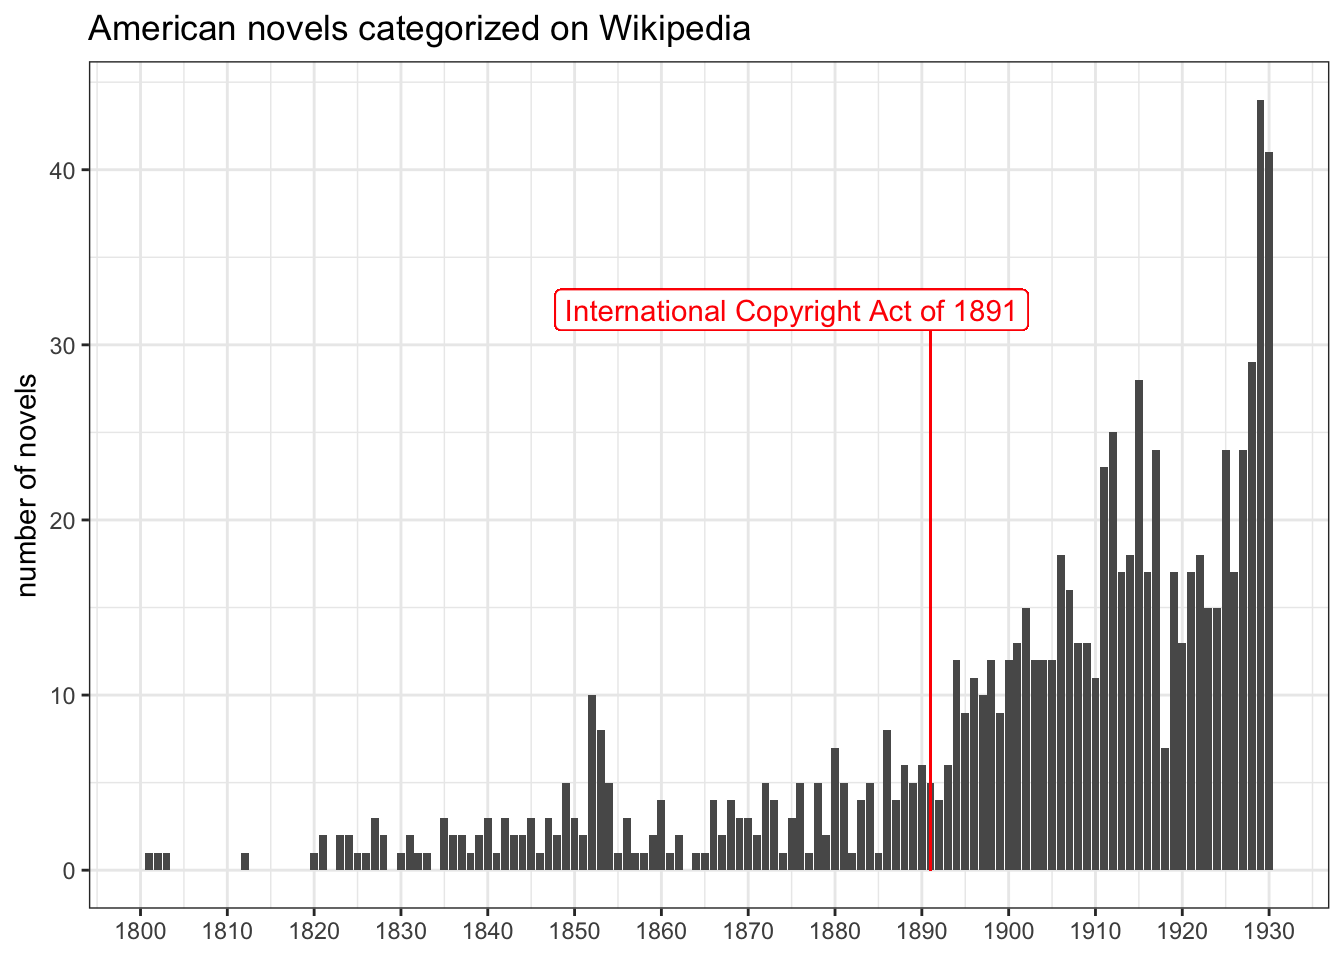 American novels categorized on Wikipedia
number of novels
40
30
20
10
0
International Copyright Act of 1891
1800 1810 1820 1830 1840 1850 1860 1870 1880 1890 1900 1910 1920 1930